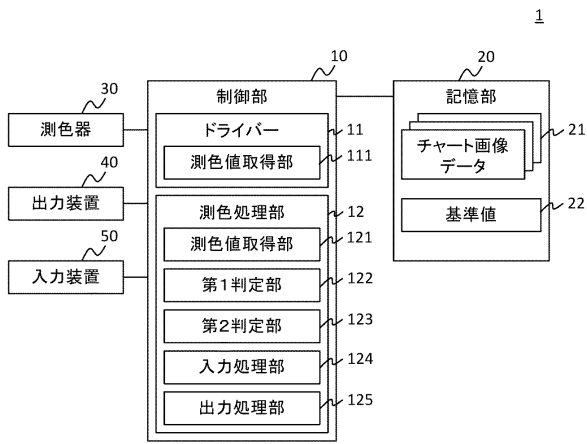 1
10
制御部
20
記憶部
30
測色器
ドライバー
11
測色値取得部
111
チャート画像
データ
21
40
出力装置
測色処理部
12
基準値
22
測色値取得部
121
50
入力装置
第1判定部
122
第2判定部
123
入力処理部
124
出力処理部
125